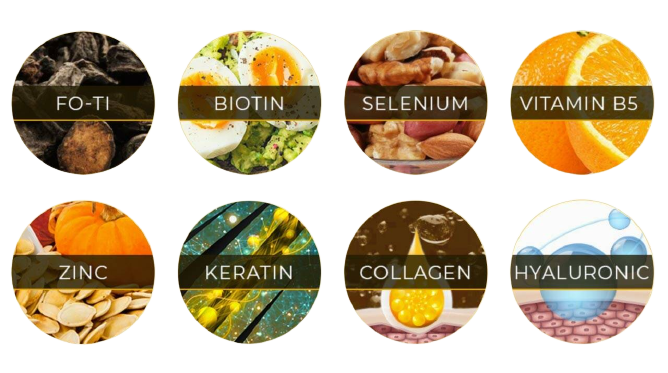 FO-TI
BIOTIN
SELENIUM
VITAMIN B5
ZINC
KERATIN
COLLAGEN
HYALURONIC